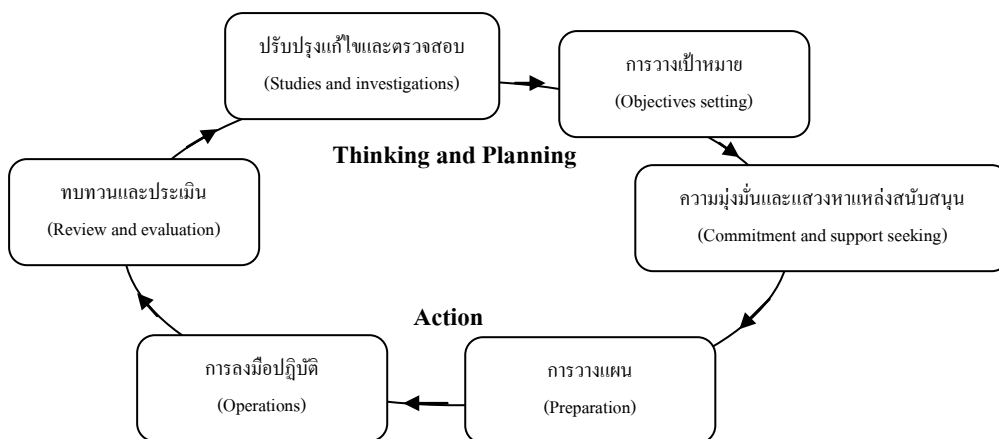 ปรับปรุงแก้ไขและตรวจสอบ
(Studies and investigations)
การวางเป้าหมาย
(Objectives setting)
Thinking and Planning
ทบทวนและประเมิน
(Review and evaluation)
ความมุ่งมั่นและแสวงหาแหล่งสนับสนุน
(Commitment and support seeking)
Action
การลงมือปฏิบัติ
(Operations)
การวางแผน
(Preparation)